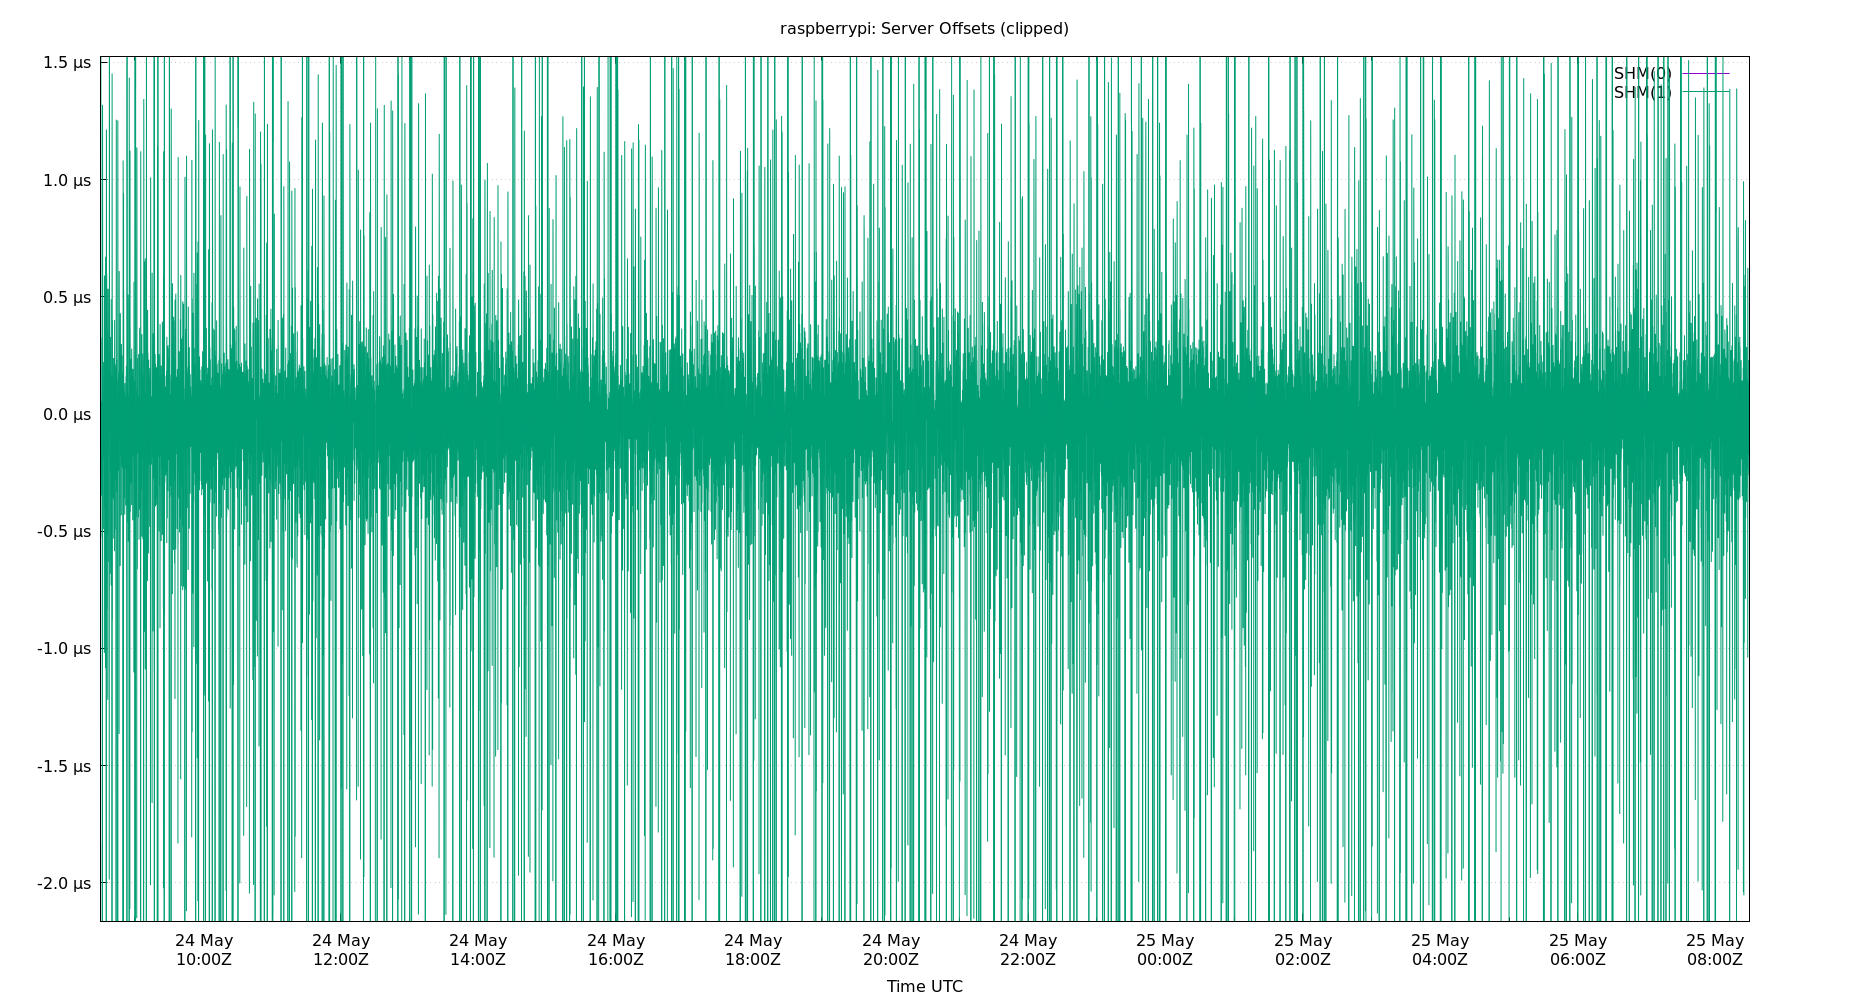 raspberrypi: Server Offsets (clipped)
1.5 µs
1.0 µs
0.5 µs
0.0 µs
-0.5 µs
-1.0 µs
-1.5 µs
-2.0 µs
SHM(0)
SHM(1)
24 May 24 May 24 May 24 May 24 May 24 May 24 May 25 May 25 May 25 May 25 May 25 May
10:00Z 12:00Z 14:00Z 16:00Z 18:00Z 20:00Z 22:00Z 00:00Z 02:00Z 04:00Z 06:00Z 08:00Z
Time UTC